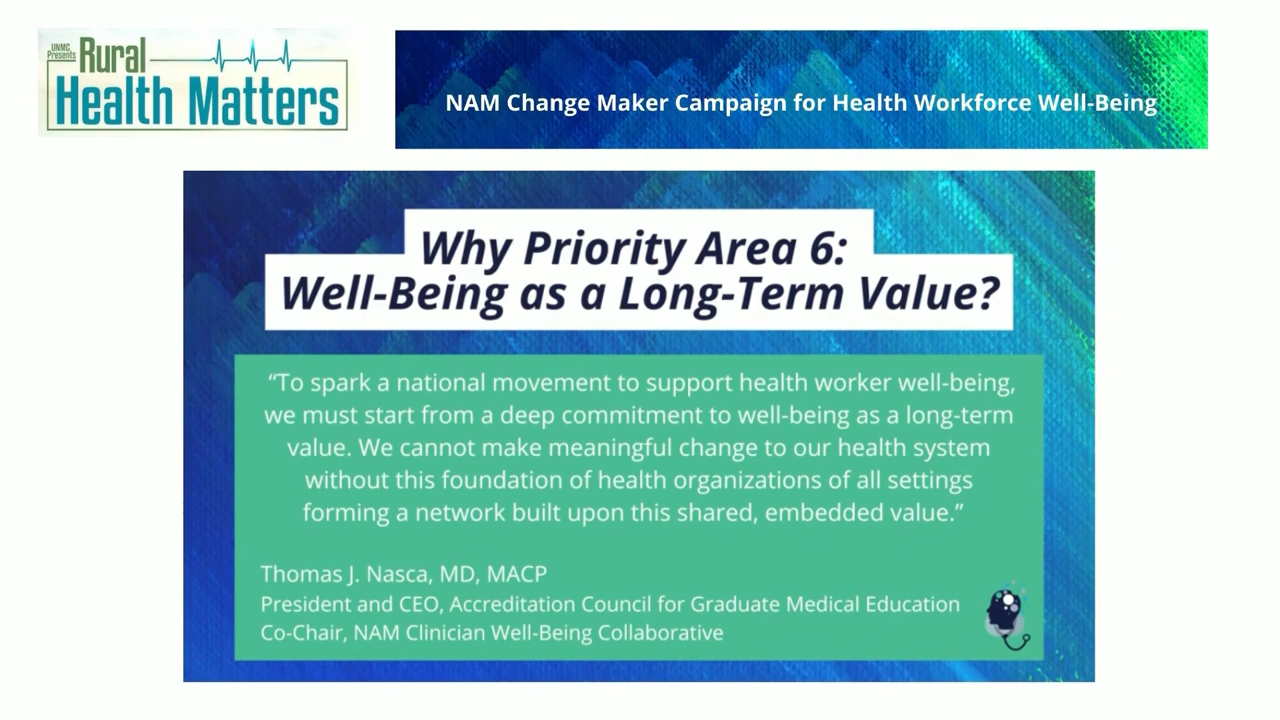 UNMC
Presents
Rural
Health Matters
NAM Change Maker Campaign for Health Workforce Well-Being
Why Priority Area 6:
Well-Being as a Long-Term Value?
“To spark a national movement to support health worker well-being,
we must start from a deep commitment to well-being as a long-term
value. We cannot make meaningful change to our health system
without this foundation of health organizations of all settings
forming a network built upon this shared, embedded value.”
Thomas J. Nasca, MD, MACP
President and CEO, Accreditation Council for Graduate Medical Education
Co-Chair, NAM Clinician Well-Being Collaborative